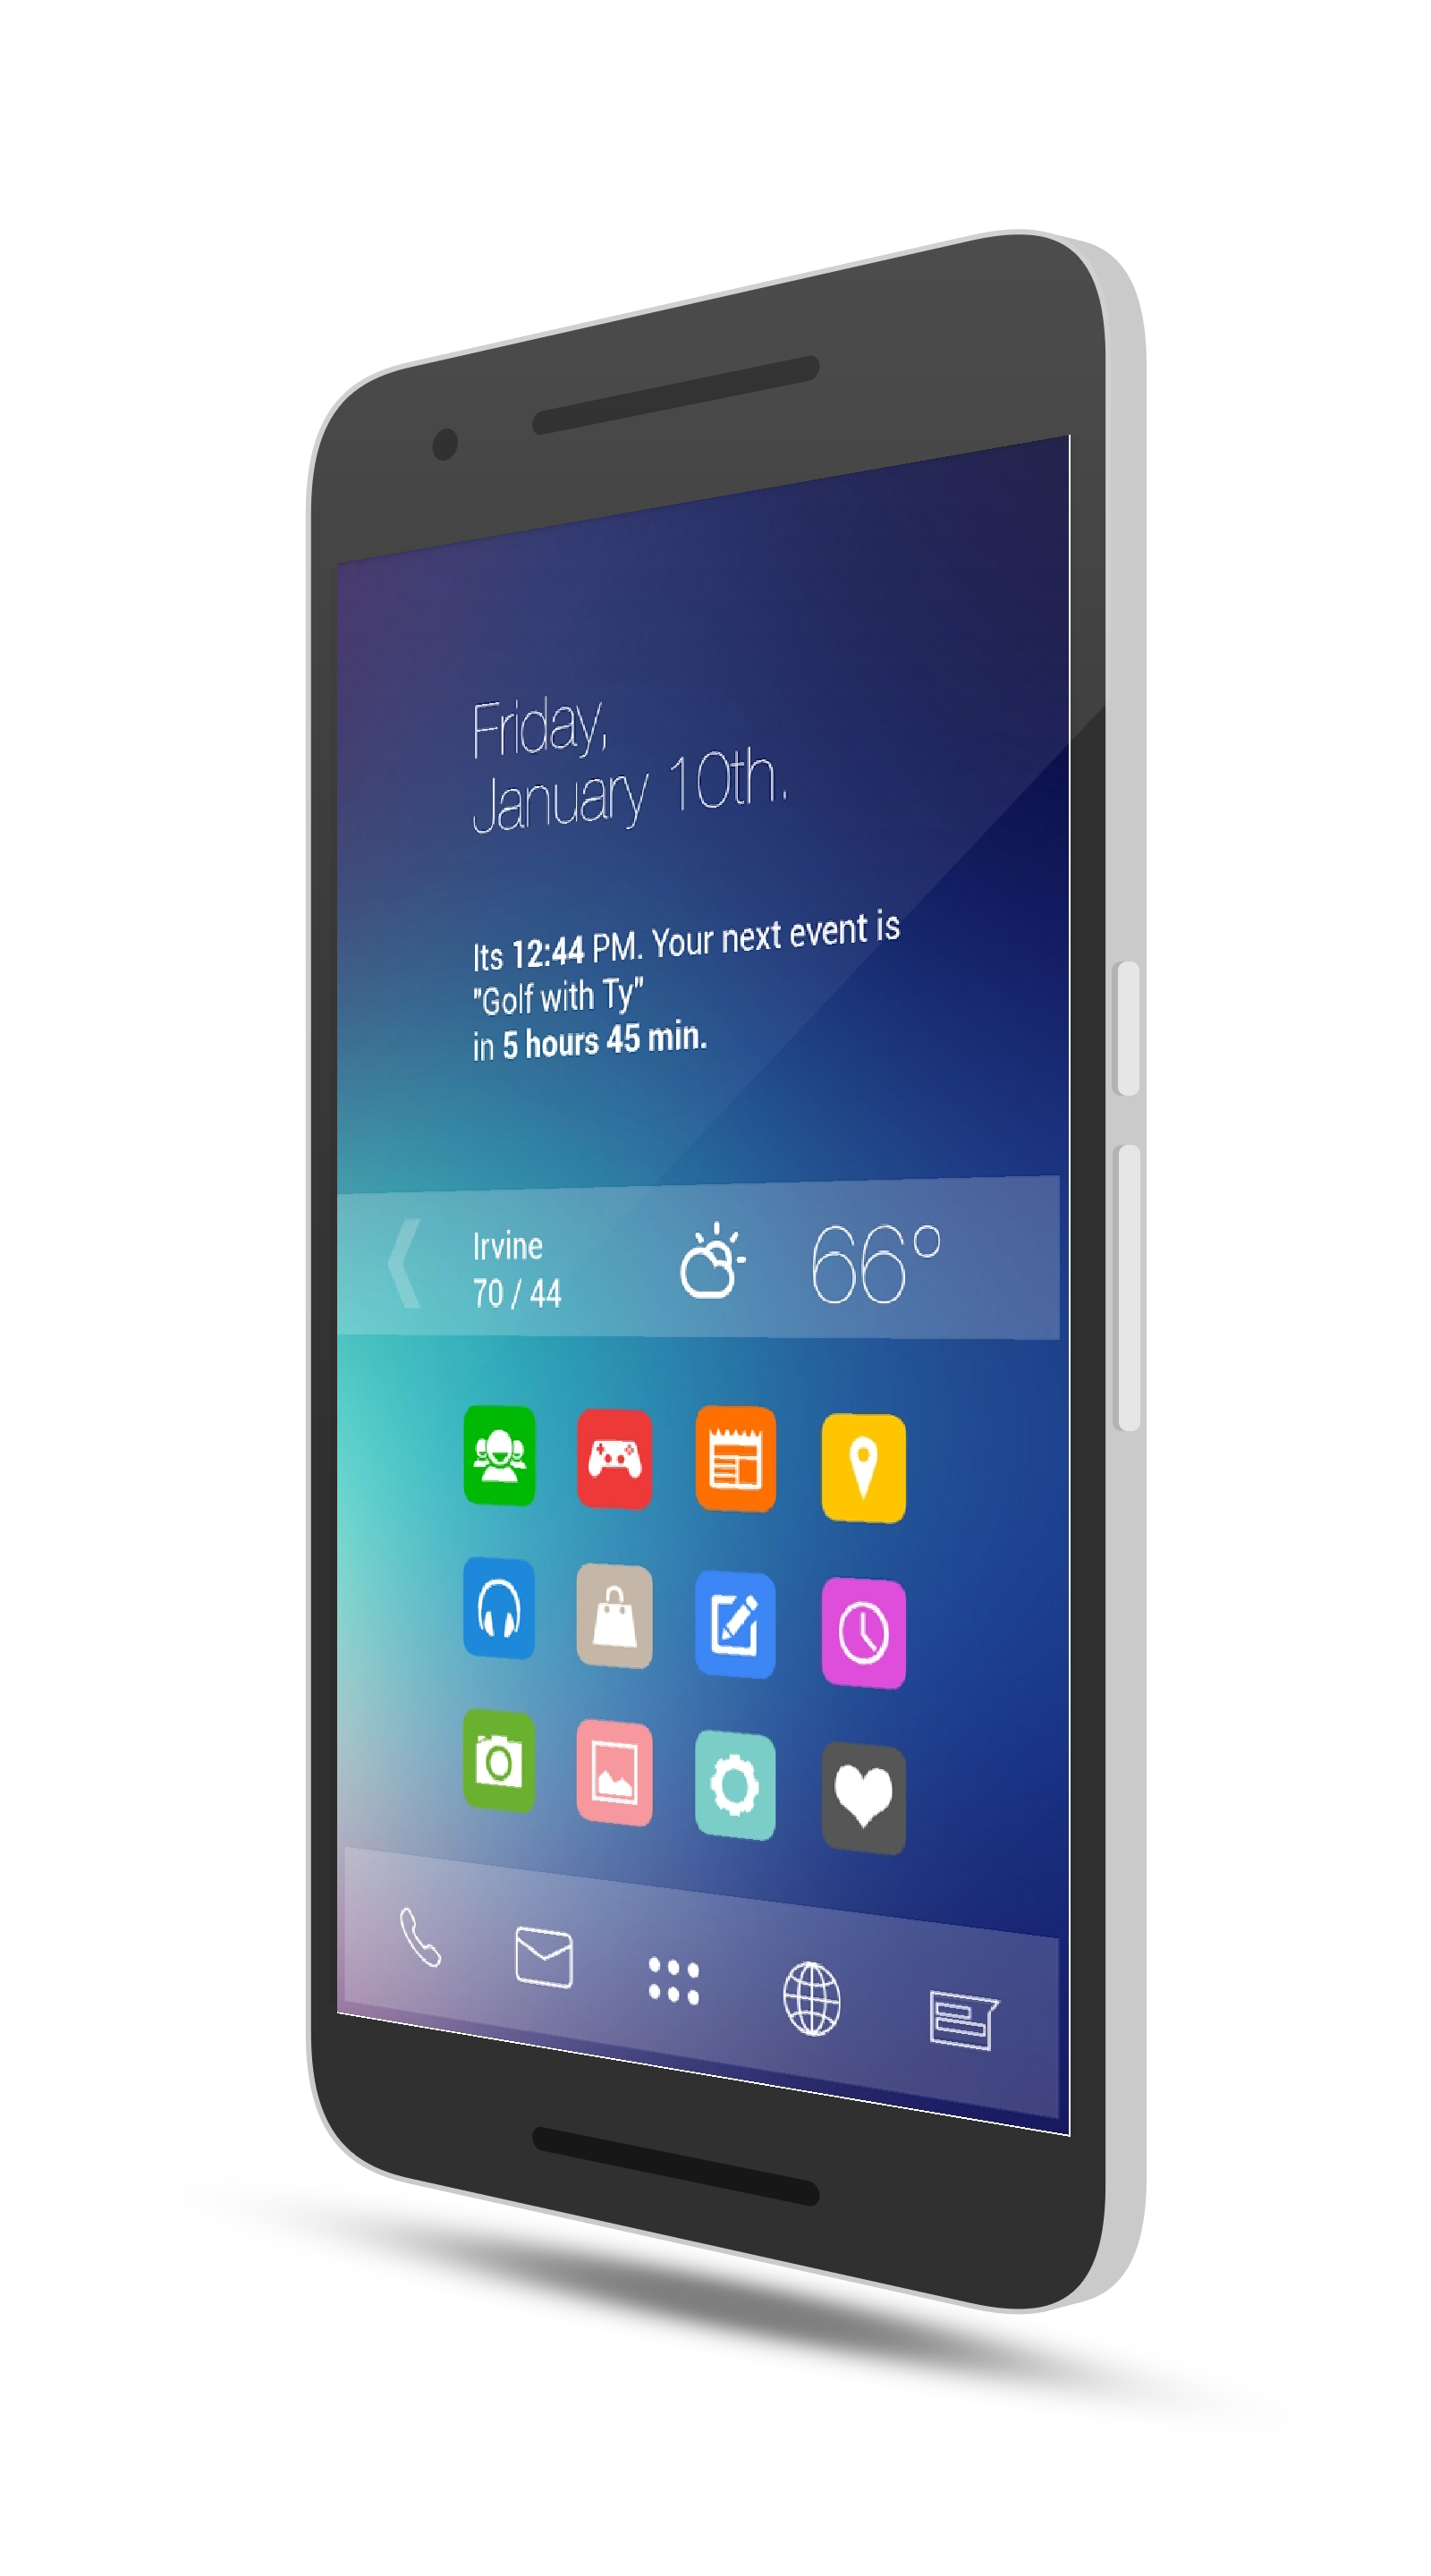 Friday,
January 10th.
Its 12:44 PM. Your next event is
"Golf with Ty"
in 5 hours 45 min.
Irvine
70 / 44
66°